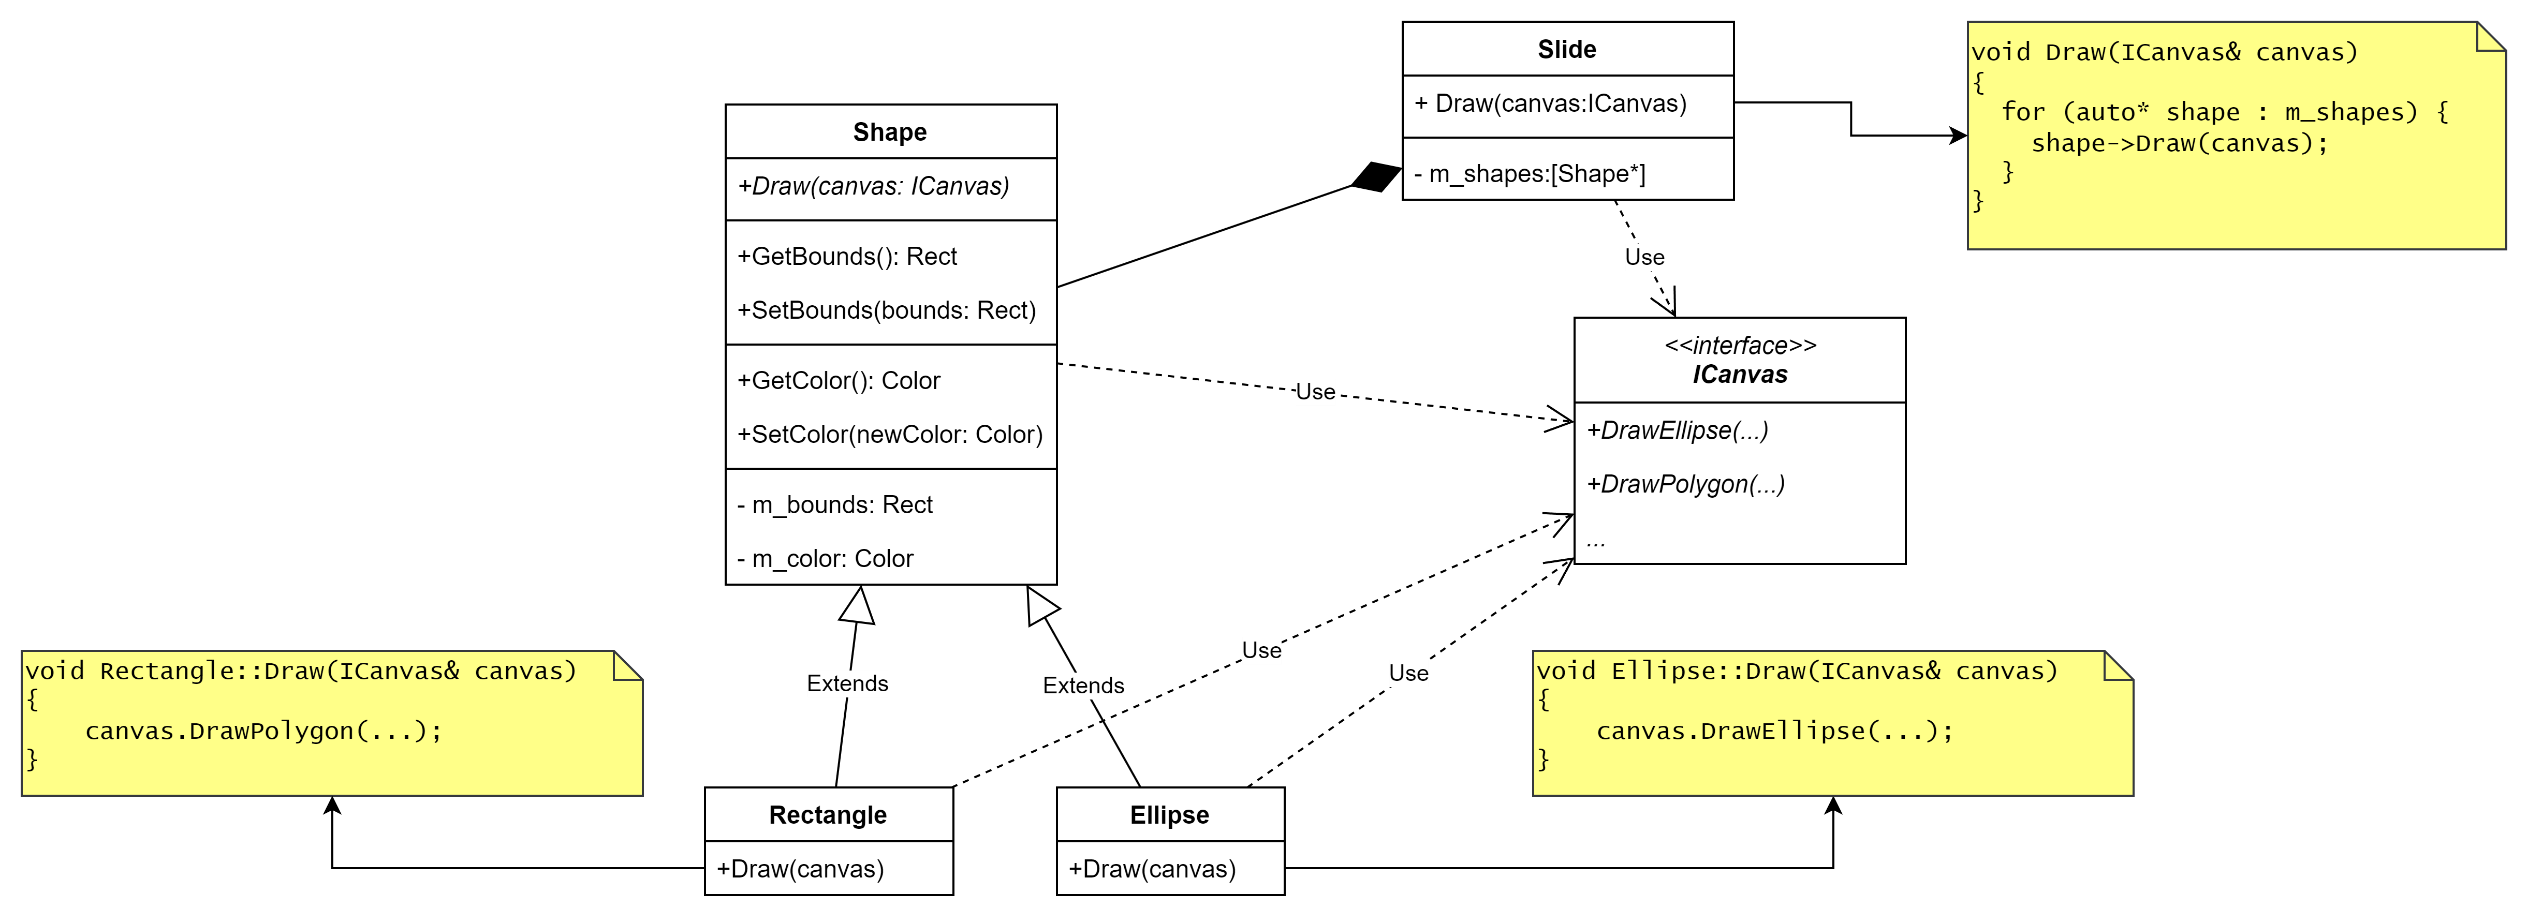 Slide
+ Draw(canvas:ICanvas)
- m_shapes:[Shape*]
void Draw(ICanvas& canvas)
{
  for (auto* shape : m_shapes) {
    shape->Draw(canvas);
  }
}
Shape
+Draw(canvas: ICanvas)
+GetBounds(): Rect
+SetBounds(bounds: Rect)
+GetColor(): Color
+SetColor(newColor: Color)
- m_bounds: Rect
- m_color: Color
Use
Use
<<interface>>
ICanvas
+DrawEllipse(...)
+DrawPolygon(...)
...
Extends
Extends
Use
Use
void Rectangle::Draw(ICanvas& canvas)
{
    canvas.DrawPolygon(...);
}
void Ellipse::Draw(ICanvas& canvas)
{
    canvas.DrawEllipse(...);
}
Rectangle
+Draw(canvas)
Ellipse
+Draw(canvas)